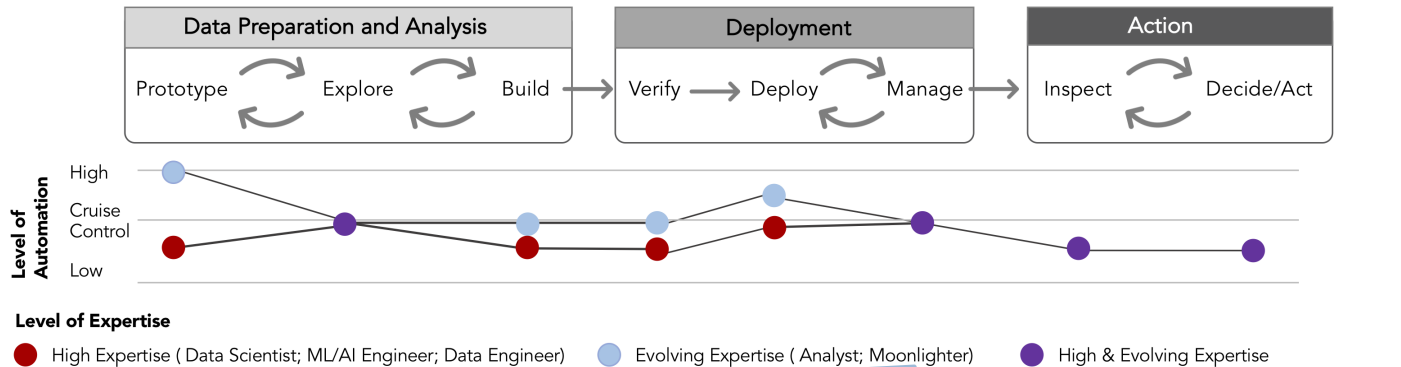 Data Preparation and Analysis
Deployment
Action
Prototype
Explore
Build
Verify
Deploy
Manage
Inspect
Decide/Act
Level of
Automation
High
Cruise
Control
Low
Level of Expertise
High Expertise ( Data Scientist; ML/AI Engineer; Data Engineer)
Evolving Expertise ( Analyst; Moonlighter)
High & Evolving Expertise